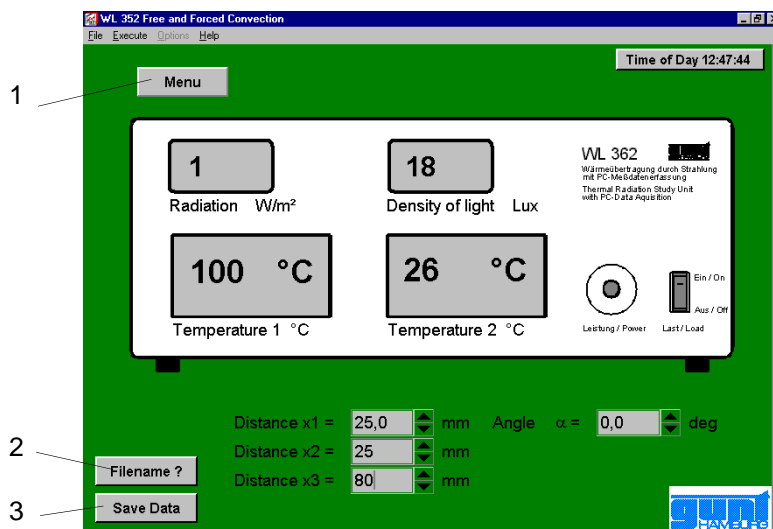 WL 352 Free and Forced Convection
File Execute Options Help
Time of Day 12:47:44
1
Menu
1
Radiation W/m²
18
Density of light Lux
WL 362 gunt
Wärmeübertragung durch Strahlung
mit PC-Meßdatenerfassung
Thermal Radiation Study Unit
with PC-Data Aquisition
100 °C
Temperature 1 °C
26 °C
Temperature 2 °C
Ein / On
Aus / Off
Leistung / Power Last / Load
Distance x1 = 25,0 mm Angle α = 0,0 deg
Distance x2 = 25 mm
Distance x3 = 80 mm
2
Filename ?
3
Save Data
gunt
HAMBURG